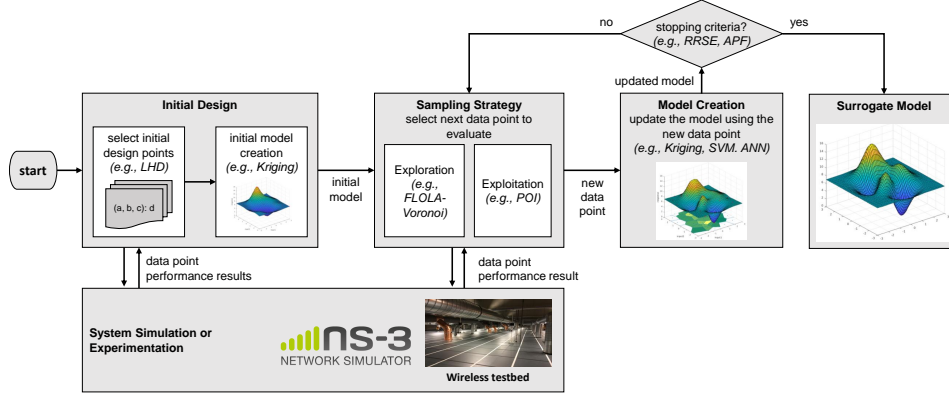 no
stopping criteria?
(e.g., RRSE, APF)
yes
updated model
Initial Design
select initial
design points
(e.g., LHD)
(a, b, c): d
initial model
creation
(e.g., Kriging)
Sampling Strategy
select next data point to
evaluate
Exploration
(e.g.,
FLOLA-
Voronoi)
Exploitation
(e.g., POI)
Model Creation
update the model using the
new data point
(e.g., Kriging, SVM. ANN)
Surrogate Model
start
initial
model
new
data
point
data point
performance results
data point
performance result
System Simulation or
Experimentation
ns-3
NETWORK SIMULATOR
Wireless testbed